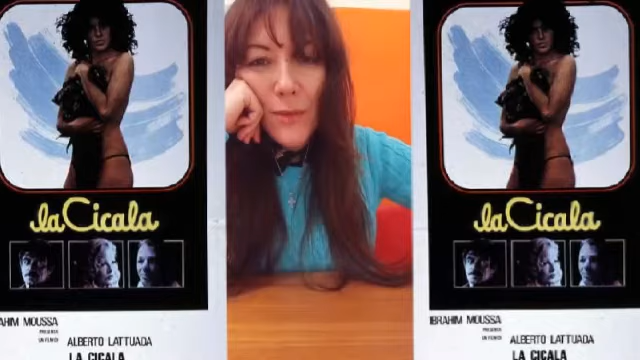 la Cicala
AHIM MOUSSA
PRESENTA
UN FILM DI
ALBERTO LATTUADA
LA CICALA
la Cicala
IBRAHIM MOUSSA
PRESENTA
UN FILM DI
ALBERTO LATTUADA
LA CICALA